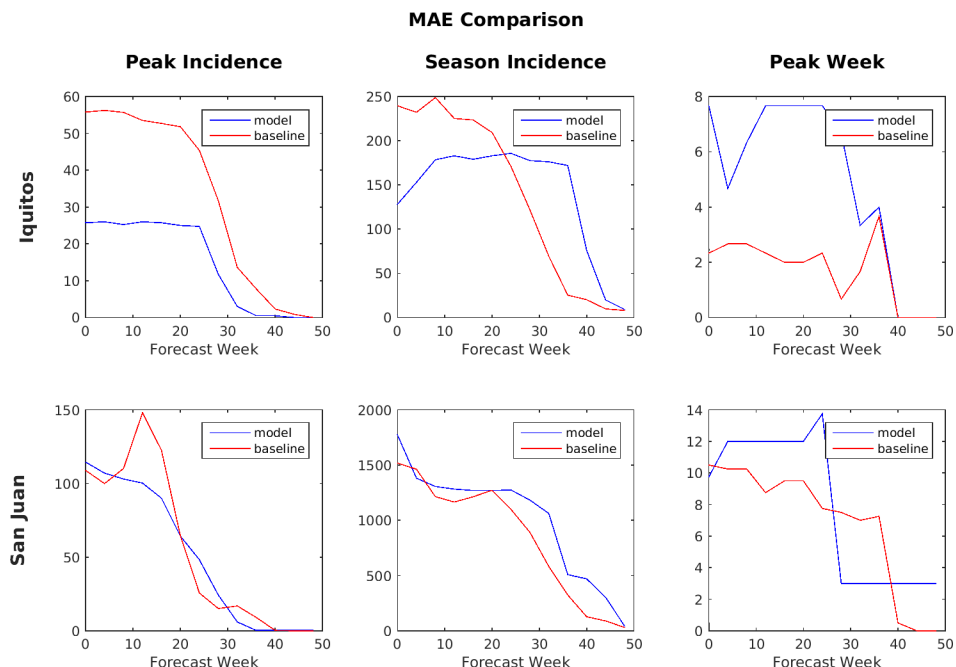 MAE Comparison
Peak Incidence
Season Incidence
Peak Week
Iquitos
60
50
40
30
20
10
0
0 10 20 30 40 50
Forecast Week
model
baseline
250
200
150
100
50
0
0 10 20 30 40 50
Forecast Week
model
baseline
8
6
4
2
0
0 10 20 30 40 50
Forecast Week
model
baseline
San Juan
150
100
50
0
0 10 20 30 40 50
Forecast Week
model
baseline
2000
1500
1000
500
0
0 10 20 30 40 50
Forecast Week
model
baseline
14
12
10
8
6
4
2
0
0 10 20 30 40 50
Forecast Week
model
baseline